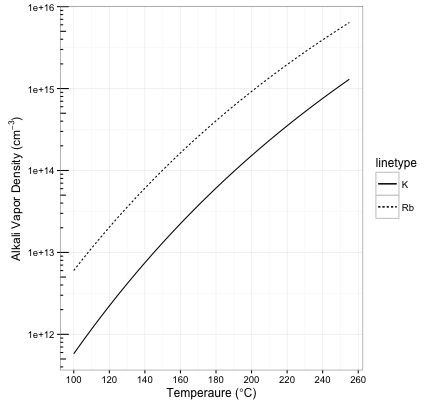 1e+16
1e+15
1e+14
1e+13
1e+12
Alkali Vapor Density (cm⁻³)
100 120 140 160 180 200 220 240 260
Temperaure (°C)
linetype
K
Rb